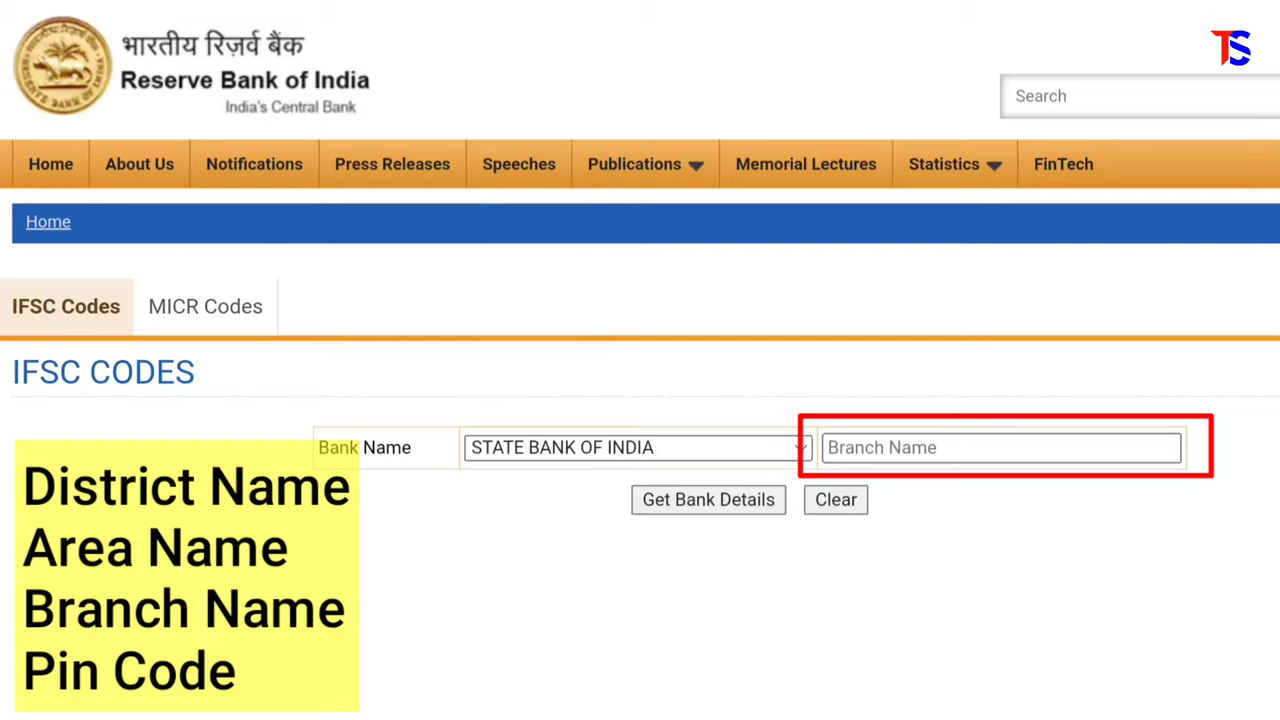 भारतीय रिज़र्व बैंक
Reserve Bank of India
India's Central Bank
TS
Search
Home About Us Notifications Press Releases Speeches Publications Memorial Lectures Statistics FinTech
Home
IFSC Codes MICR Codes
IFSC CODES
Bank Name STATE BANK OF INDIA Branch Name
Get Bank Details Clear
District Name
Area Name
Branch Name
Pin Code